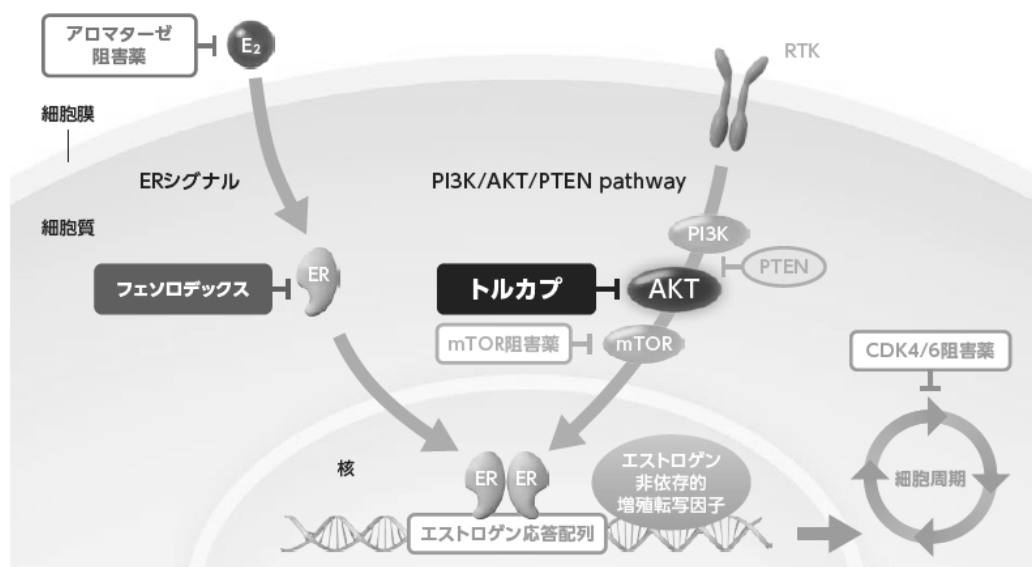 アロマターゼ
阻害薬
E₂
RTK
細胞膜
ERシグナル
PI3K/AKT/PTEN pathway
細胞質
PI3K
ER
PTEN
フェソロデックス
トルカプ
AKT
mTOR阻害薬
mTOR
CDK4/6阻害薬
核
ER
ER
エストロゲン
非依存的
増殖転写因子
細胞周期
エストロゲン応答配列